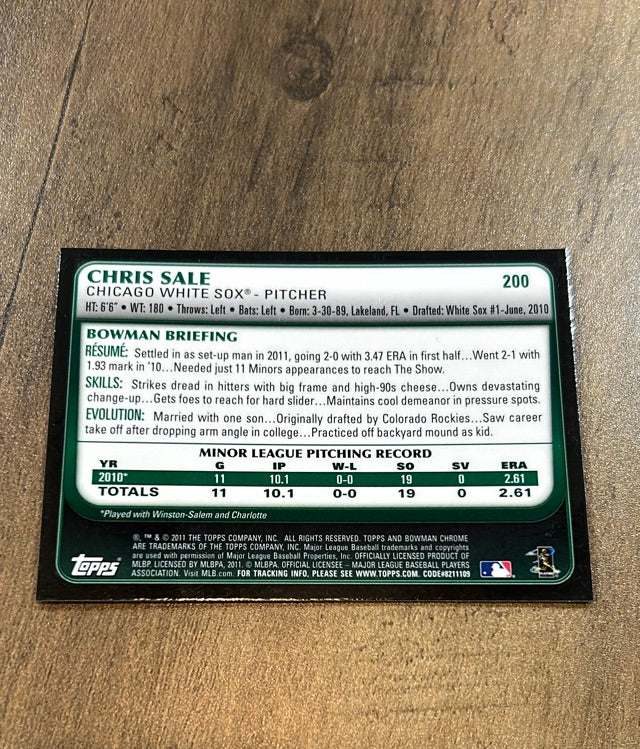 CHRIS SALE 200
CHICAGO WHITE SOX® - PITCHER
HT: 6'6" • WT: 180 • Throws: Left • Bats: Left • Born: 3-30-89, Lakeland, FL • Drafted: White Sox #1-June, 2010
BOWMAN BRIEFING
RÉSUMÉ: Settled in as set-up man in 2011, going 2-0 with 3.47 ERA in first half...Went 2-1 with
1.93 mark in '10...Needed just 11 Minors appearances to reach The Show.
SKILLS: Strikes dread in hitters with big frame and high-90s cheese...Owns devastating
change-up...Gets foes to reach for hard slider...Maintains cool demeanor in pressure spots.
EVOLUTION: Married with one son...Originally drafted by Colorado Rockies...Saw career
take off after dropping arm angle in college...Practiced off backyard mound as kid.
MINOR LEAGUE PITCHING RECORD
YR G IP W-L SO SV ERA
2010* 11 10.1 0-0 19 0 2.61
TOTALS 11 10.1 0-0 19 0 2.61
*Played with Winston-Salem and Charlotte
®, ™ & © 2011 THE TOPPS COMPANY, INC. ALL RIGHTS RESERVED. TOPPS AND BOWMAN CHROME
ARE TRADEMARKS OF THE TOPPS COMPANY, INC. Major League Baseball trademarks and copyrights
are used with permission of Major League Baseball Properties, Inc. OFFICIALLY LICENSED PRODUCT OF
MLBP. LICENSED BY MLBPA, 2011. © MLBPA. OFFICIAL LICENSEE - MAJOR LEAGUE BASEBALL PLAYERS
ASSOCIATION. Visit MLB.com. FOR TRACKING INFO, PLEASE SEE WWW.TOPPS.COM. CODE#8211109
Topps